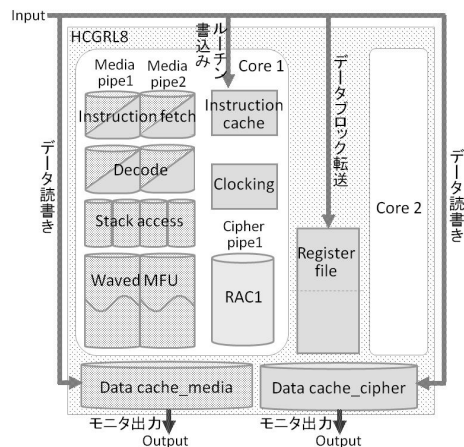 Input
HCGRL8
ルーチン
書込み
Core 1
Media
pipe1
Media
pipe2
Instruction fetch
Instruction
cache
データブロック転送
Decode
Clocking
データ読書き
データ読書き
Core 2
Stack access
Cipher
pipe1
Register
file
Waved MFU
RAC1
Data cache_media
Data cache_cipher
モニタ出力
モニタ出力
Output
Output